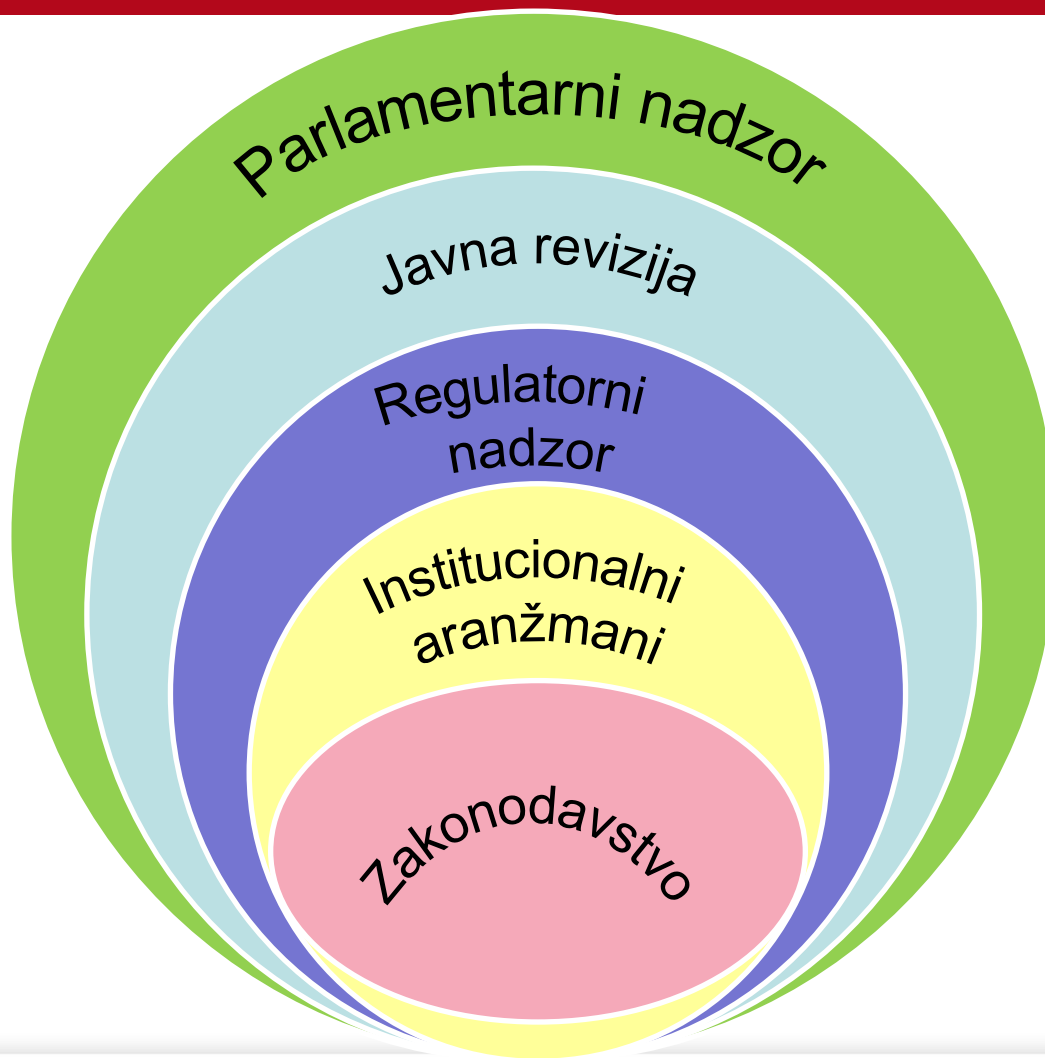 Parlamentarni nadzor
Javna revizija
Regulatorni
nadzor
Institucionalni
aranžmani
Zakonodavstvo